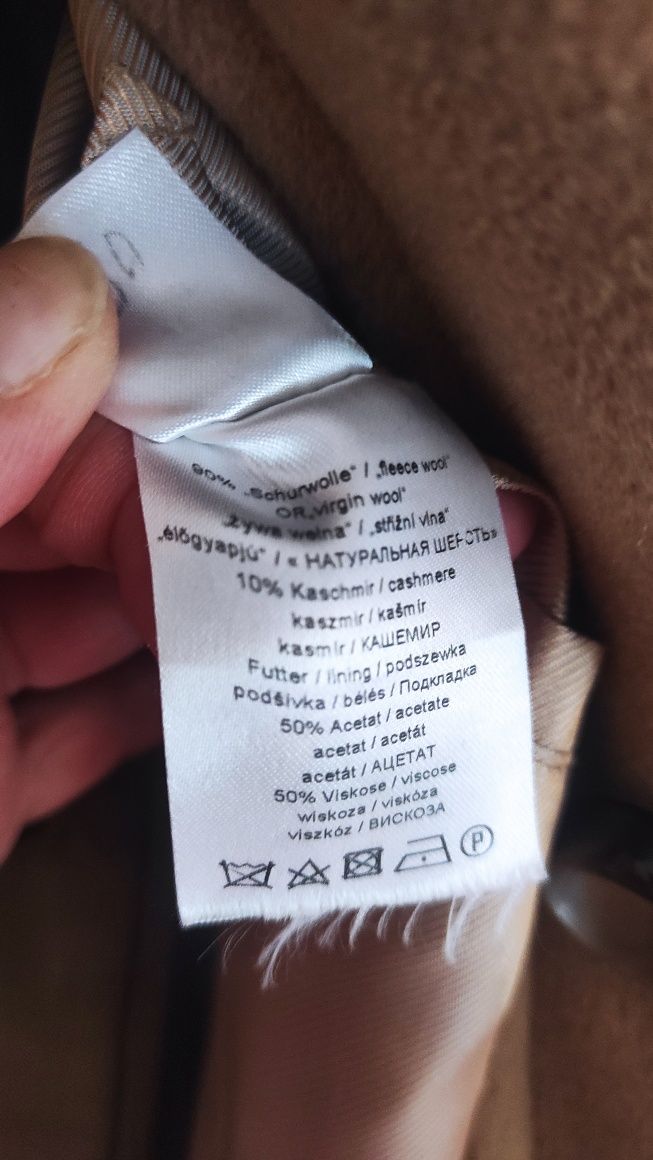 90% „Schurwolle“ / „fleece wool“
OR „virgin wool“
„żywa wełna“ / „střižní vlna“
„élőgyapjú“ / « НАТУРАЛЬНАЯ ШЕРСТЬ»
10% Kaschmir / cashmere
kaszmir / kašmír
kasmír / КАШЕМИР
Futter / lining / podszewka
podšívka / bélés / Подкладка
50% Acetat / acetate
acetat / acetát
acetát / АЦЕТАТ
50% Viskose / viscose
wiskoza / viskóza
viszkóz / ВИСКОЗА
P